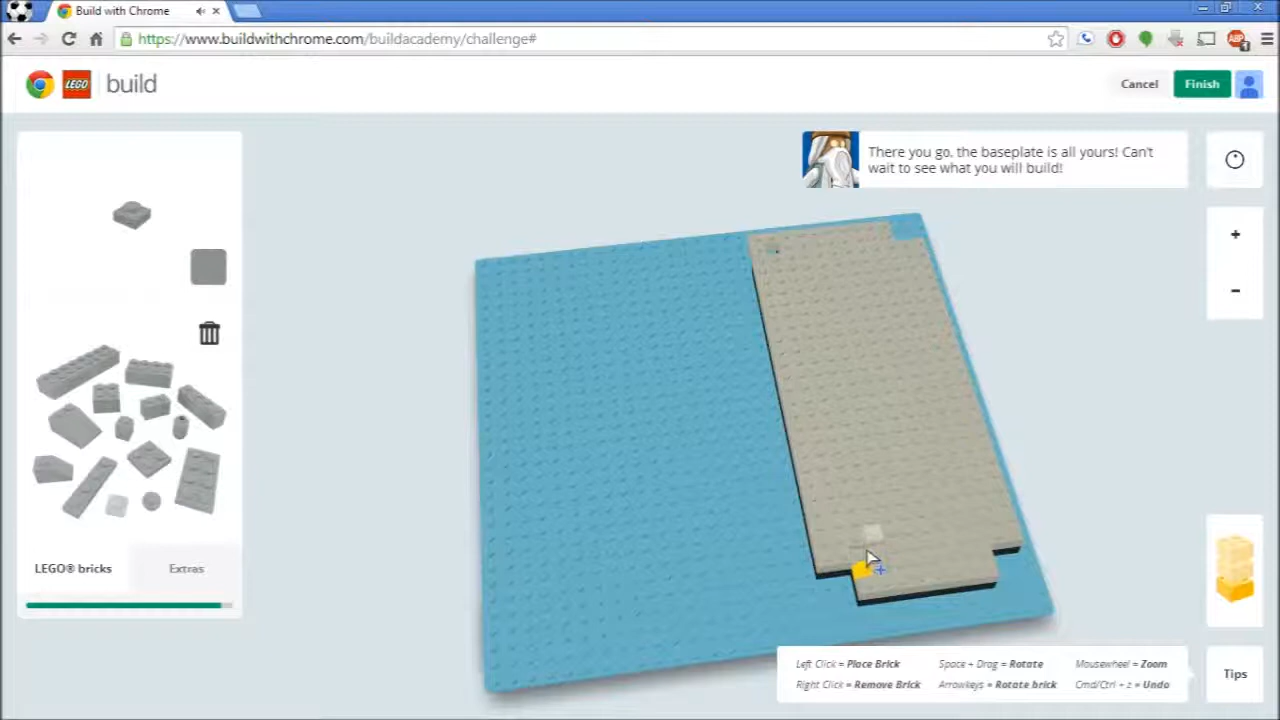 Build with Chrome
https://www.buildwithchrome.com/buildacademy/challenge#
ABP
LEGO
build
Cancel
Finish
There you go, the baseplate is all yours! Can't
wait to see what you will build!
+
−
LEGO® bricks
Extras
Left Click = Place Brick
Space + Drag = Rotate
Mousewheel = Zoom
Right Click = Remove Brick
Arrowkeys = Rotate brick
Cmd/Ctrl + z = Undo
Tips